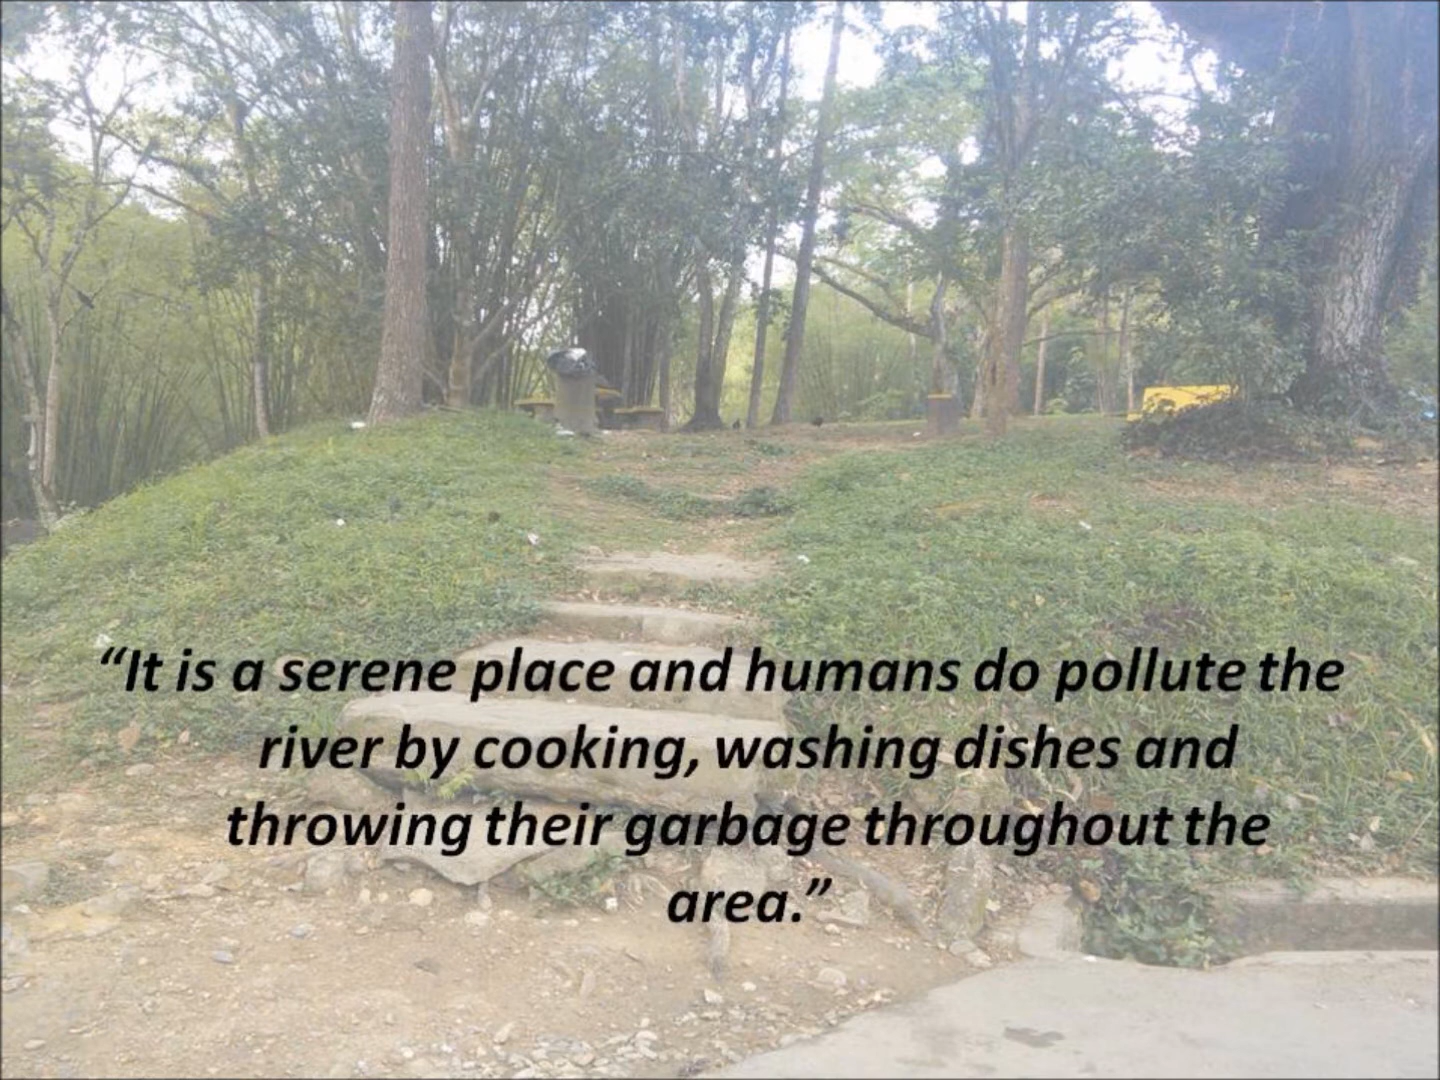 “It is a serene place and humans do pollute the
river by cooking, washing dishes and
throwing their garbage throughout the
area.”